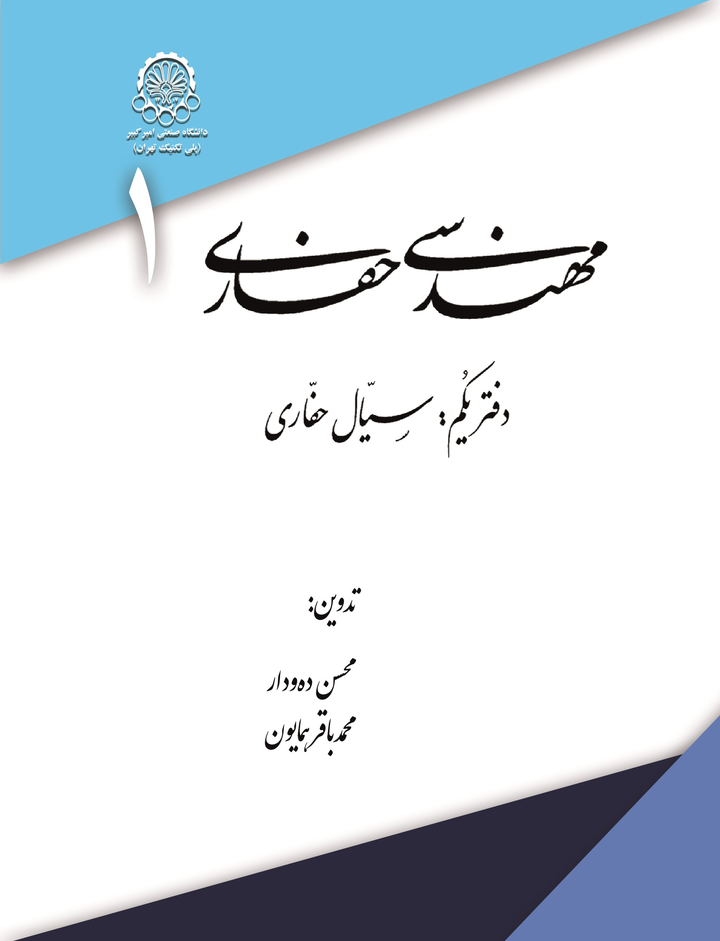 دانشگاه صنعتی امیرکبیر
(پلی تکنیک تهران)
۱
مهندسی حفاری
دفتر یکُم: سیّال حفّاری
تدوین:
محسن ده‌ودار
محمدباقر همایون